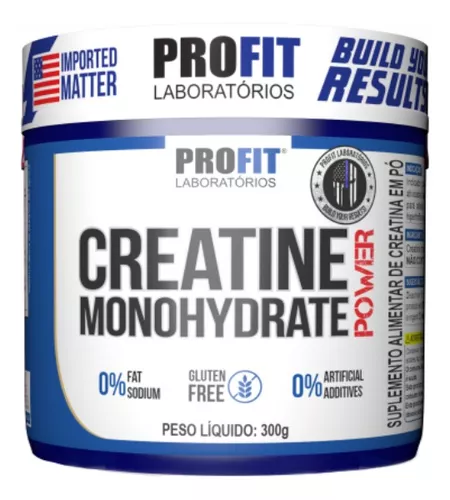 IMPORTED
MATTER
PROFIT
LABORATÓRIOS
BUILD YOU
RESULTS
PROFIT®
LABORATÓRIOS
PROFIT LABORATÓRIOS
BUILD YOUR RESULTS!
CREATINE
MONOHYDRATE
POWER
0% FAT
SODIUM
GLUTEN
FREE
0% ARTIFICIAL
ADDITIVES
PESO LÍQUIDO: 300g
SUPLEMENTO ALIMENTAR DE CREATINA EM PÓ